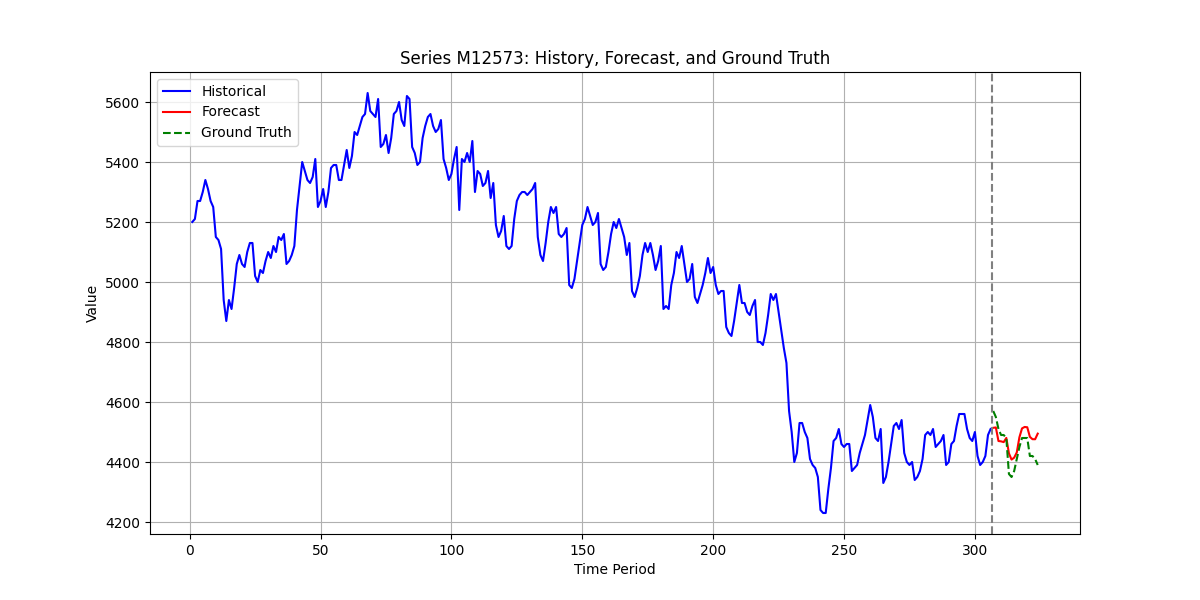 Series M12573: History, Forecast, and Ground Truth
Historical
Forecast
Ground Truth
5600
5400
5200
5000
4800
4600
4400
4200
Value
0 50 100 150 200 250 300
Time Period